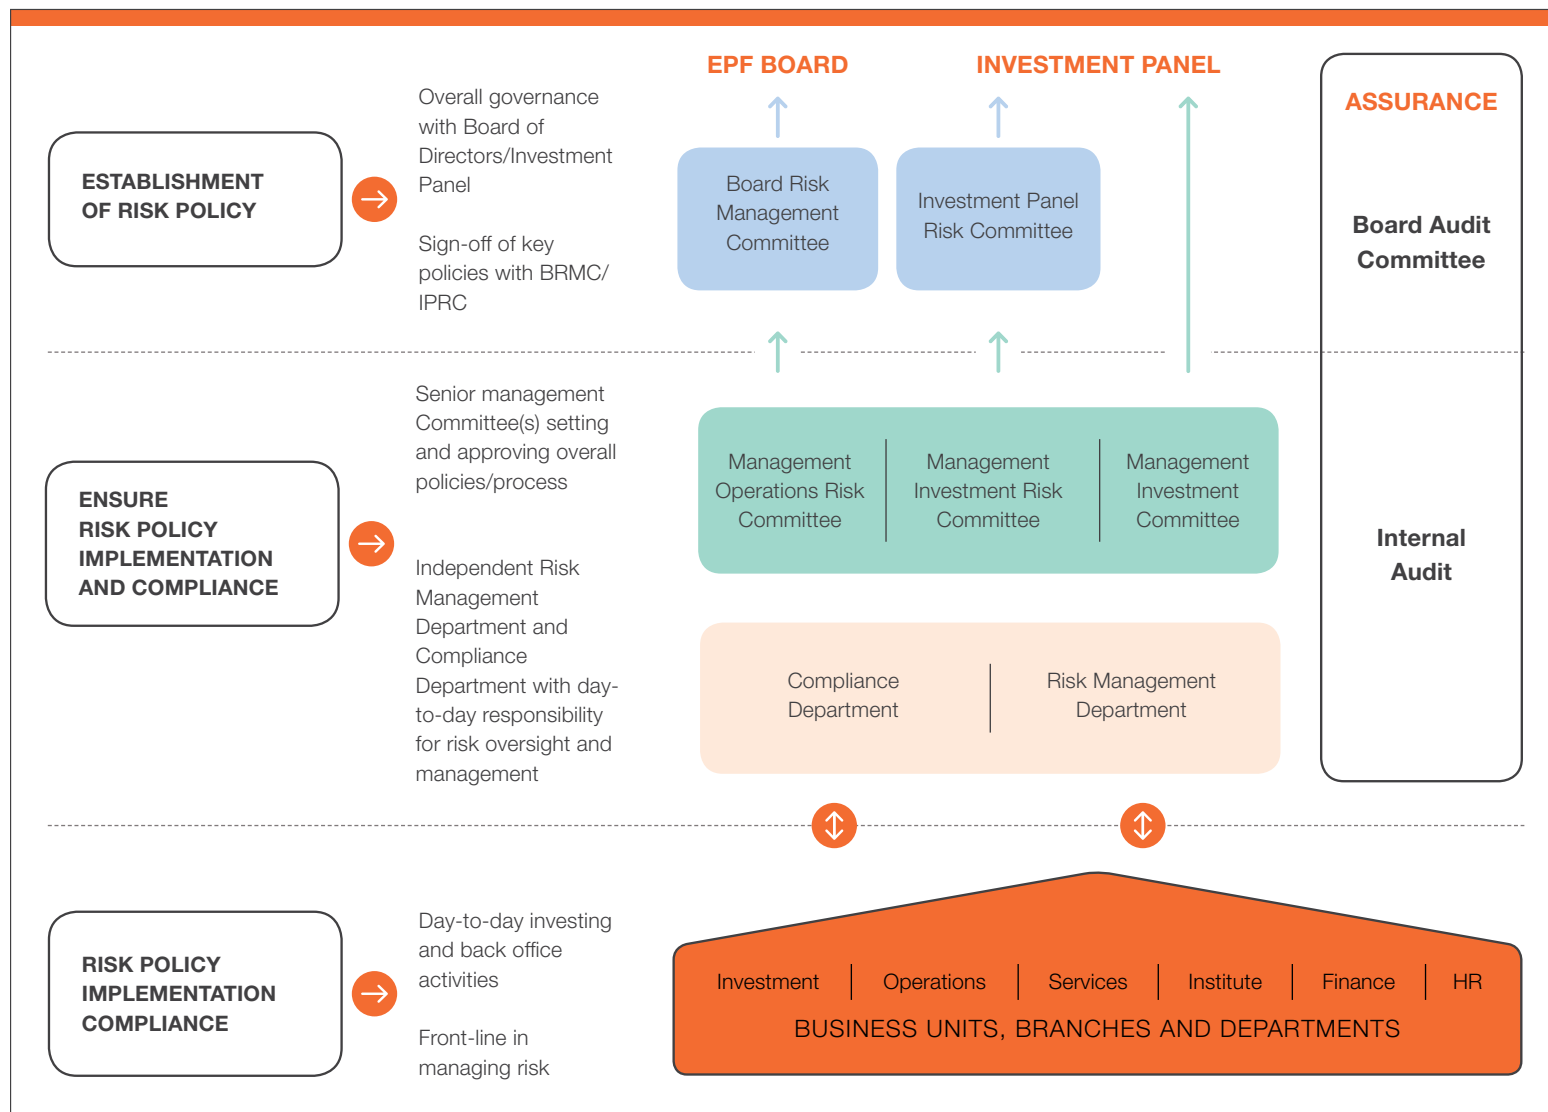 EPF BOARD
INVESTMENT PANEL
ASSURANCE
ESTABLISHMENT
OF RISK POLICY
Overall governance
with Board of
Directors/Investment
Panel
Sign-off of key
policies with BRMC/
IPRC
Board Risk
Management
Committee
Investment Panel
Risk Committee
Board Audit
Committee
ENSURE
RISK POLICY
IMPLEMENTATION
AND COMPLIANCE
Senior management
Committee(s) setting
and approving overall
policies/process
Independent Risk
Management
Department and
Compliance
Department with day-
to-day responsibility
for risk oversight and
management
Management
Operations Risk
Committee
Management
Investment Risk
Committee
Management
Investment
Committee
Compliance
Department
Risk Management
Department
Internal
Audit
RISK POLICY
IMPLEMENTATION
COMPLIANCE
Day-to-day investing
and back office
activities
Front-line in
managing risk
Investment
Operations
Services
Institute
Finance
HR
BUSINESS UNITS, BRANCHES AND DEPARTMENTS